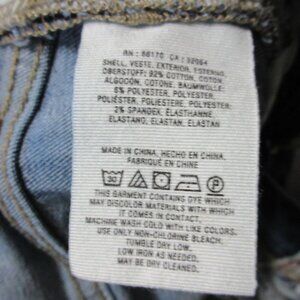 RN : 66170 CA : 32064
SHELL, VESTE, EXTERIOR, ESTERNO,
OBERSTOFF: 92% COTTON, COTON,
ALGODÓN, COTONE, BAUMWOLLE:
6% POLYESTER, POLYESTER,
POLIÉSTER, POLIESTERE, POLYESTER:
2% SPANDEX, ÉLASTHANNE,
ELASTANO, ELASTAN, ELASTAN
MADE IN CHINA, HECHO EN CHINA,
FABRIQUÉ EN CHINE
30 P
THIS GARMENT CONTAINS DYE WHICH
MAY DISCOLOR MATERIALS WITH WHICH
IT COMES IN CONTACT.
MACHINE WASH COLD WITH LIKE COLORS.
USE ONLY NON-CHLORINE BLEACH.
TUMBLE DRY LOW.
LOW IRON IF NEEDED.
MAY BE DRY CLEANED.